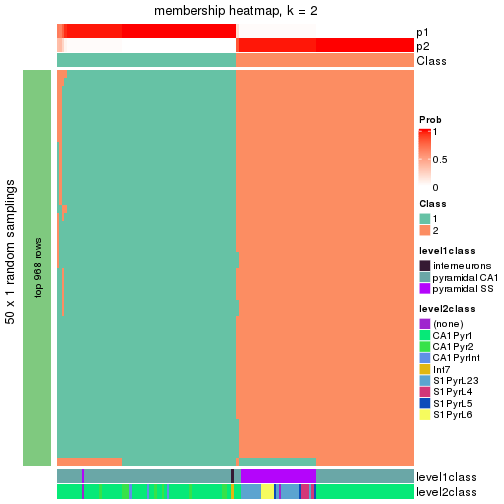 membership heatmap, k = 2
p1
p2
Class
50 x 1 random samplings
top 968 rows
Prob
1
0.5
0
Class
1
2
level1class
interneurons
pyramidal CA1
pyramidal SS
level2class
(none)
CA1Pyr1
CA1Pyr2
CA1PyrInt
Int7
S1PyrL23
S1PyrL4
S1PyrL5
S1PyrL6
level1class
level2class